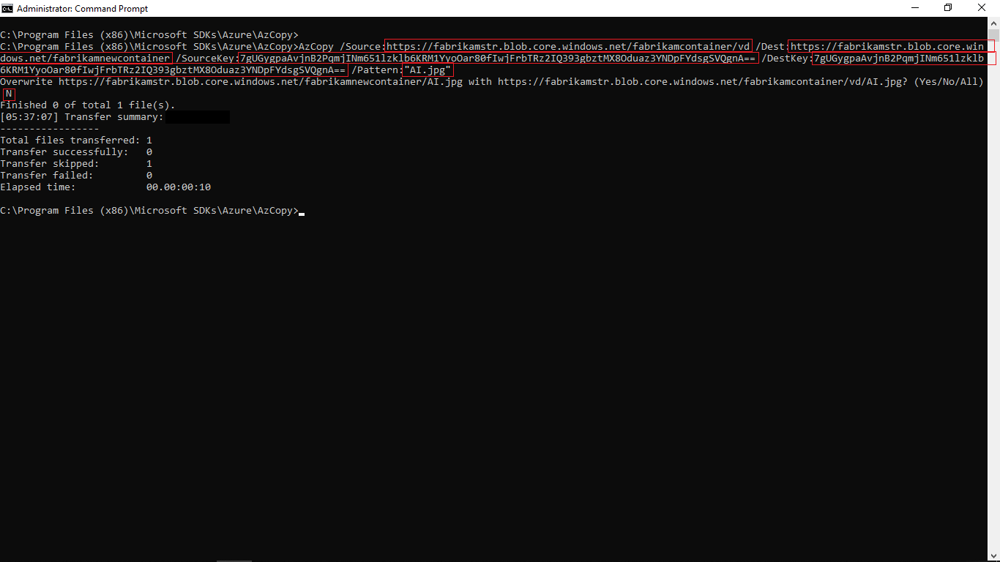 Administrator: Command Prompt
C:\Program Files (x86)\Microsoft SDKs\Azure\AzCopy>
C:\Program Files (x86)\Microsoft SDKs\Azure\AzCopy>AzCopy /Source:https://fabrikamstr.blob.core.windows.net/fabrikamcontainer/vd /Dest:https://fabrikamstr.blob.core.win
dows.net/fabrikamnewcontainer /SourceKey:7gUGygpaAvjnB2PqmjINm651lzklb6KRM1YyoOar80fIwjFrbTRz2IQ393gbztMX8Oduaz3YNDpFYdsgSVQgnA== /DestKey:7gUGygpaAvjnB2PqmjINm651lzklb
6KRM1YyoOar80fIwjFrbTRz2IQ393gbztMX8Oduaz3YNDpFYdsgSVQgnA== /Pattern:"AI.jpg"
Overwrite https://fabrikamstr.blob.core.windows.net/fabrikamnewcontainer/AI.jpg with https://fabrikamstr.blob.core.windows.net/fabrikamcontainer/vd/AI.jpg? (Yes/No/All)
N
Finished 0 of total 1 file(s).
[05:37:07] Transfer summary:
-----------------
Total files transferred: 1
Transfer successfully:   0
Transfer skipped:        1
Transfer failed:         0
Elapsed time:            00.00:00:10
C:\Program Files (x86)\Microsoft SDKs\Azure\AzCopy>